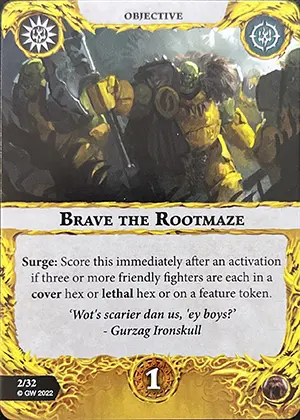 OBJECTIVE
BRAVE THE ROOTMAZE
Surge: Score this immediately after an activation
if three or more friendly fighters are each in a
cover hex or lethal hex or on a feature token.
'Wot's scarier dan us, 'ey boys?'
- Gurzag Ironskull
2/32
© GW 2022
1